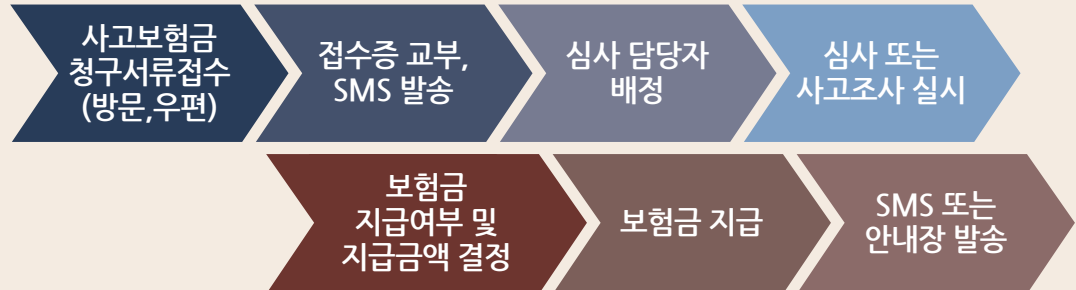 사고보험금
청구서류접수
(방문,우편)
접수증 교부,
SMS 발송
심사 담당자
배정
심사 또는
사고조사 실시
보험금
지급여부 및
지급금액 결정
보험금 지급
SMS 또는
안내장 발송